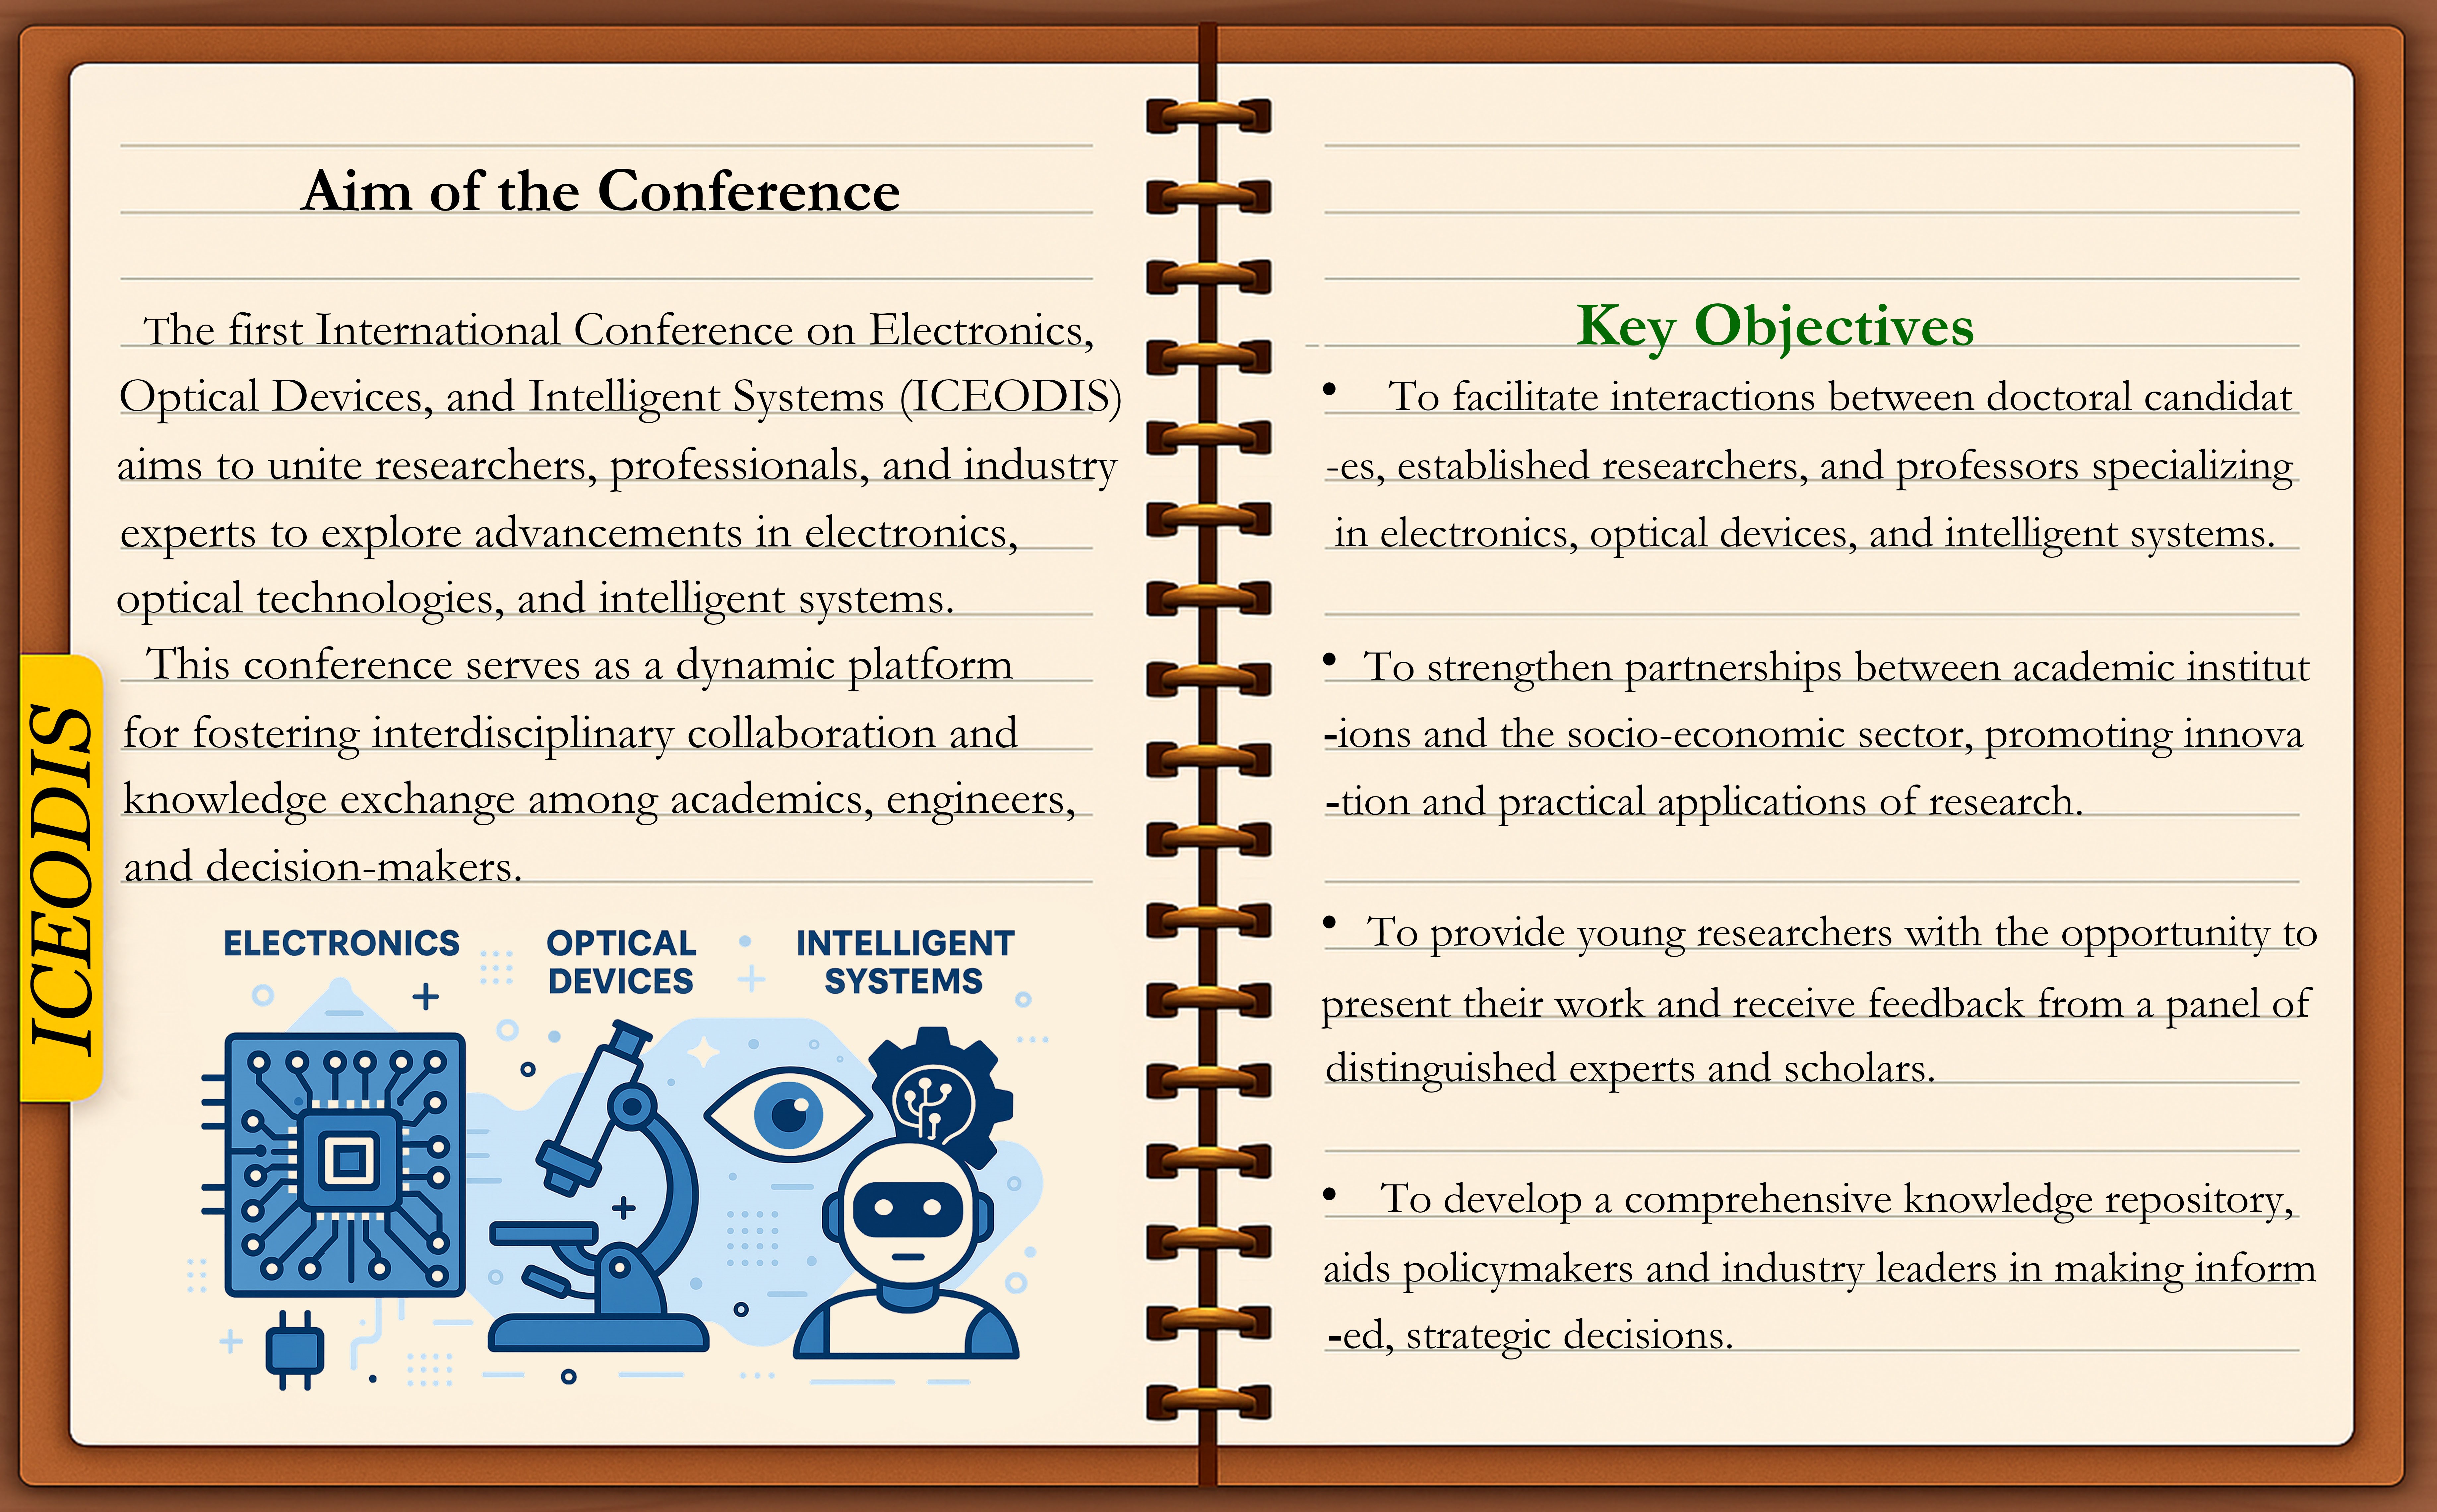 Aim of the Conference
The first International Conference on Electronics,
Optical Devices, and Intelligent Systems (ICEODIS)
aims to unite researchers, professionals, and industry
experts to explore advancements in electronics,
optical technologies, and intelligent systems.
This conference serves as a dynamic platform
for fostering interdisciplinary collaboration and
knowledge exchange among academics, engineers,
and decision-makers.
ICEODIS
ELECTRONICS
OPTICAL
DEVICES
INTELLIGENT
SYSTEMS
Key Objectives
• To facilitate interactions between doctoral candidat
-es, established researchers, and professors specializing
in electronics, optical devices, and intelligent systems.
• To strengthen partnerships between academic institut
-ions and the socio-economic sector, promoting innova
-tion and practical applications of research.
• To provide young researchers with the opportunity to
present their work and receive feedback from a panel of
distinguished experts and scholars.
• To develop a comprehensive knowledge repository,
aids policymakers and industry leaders in making inform
-ed, strategic decisions.